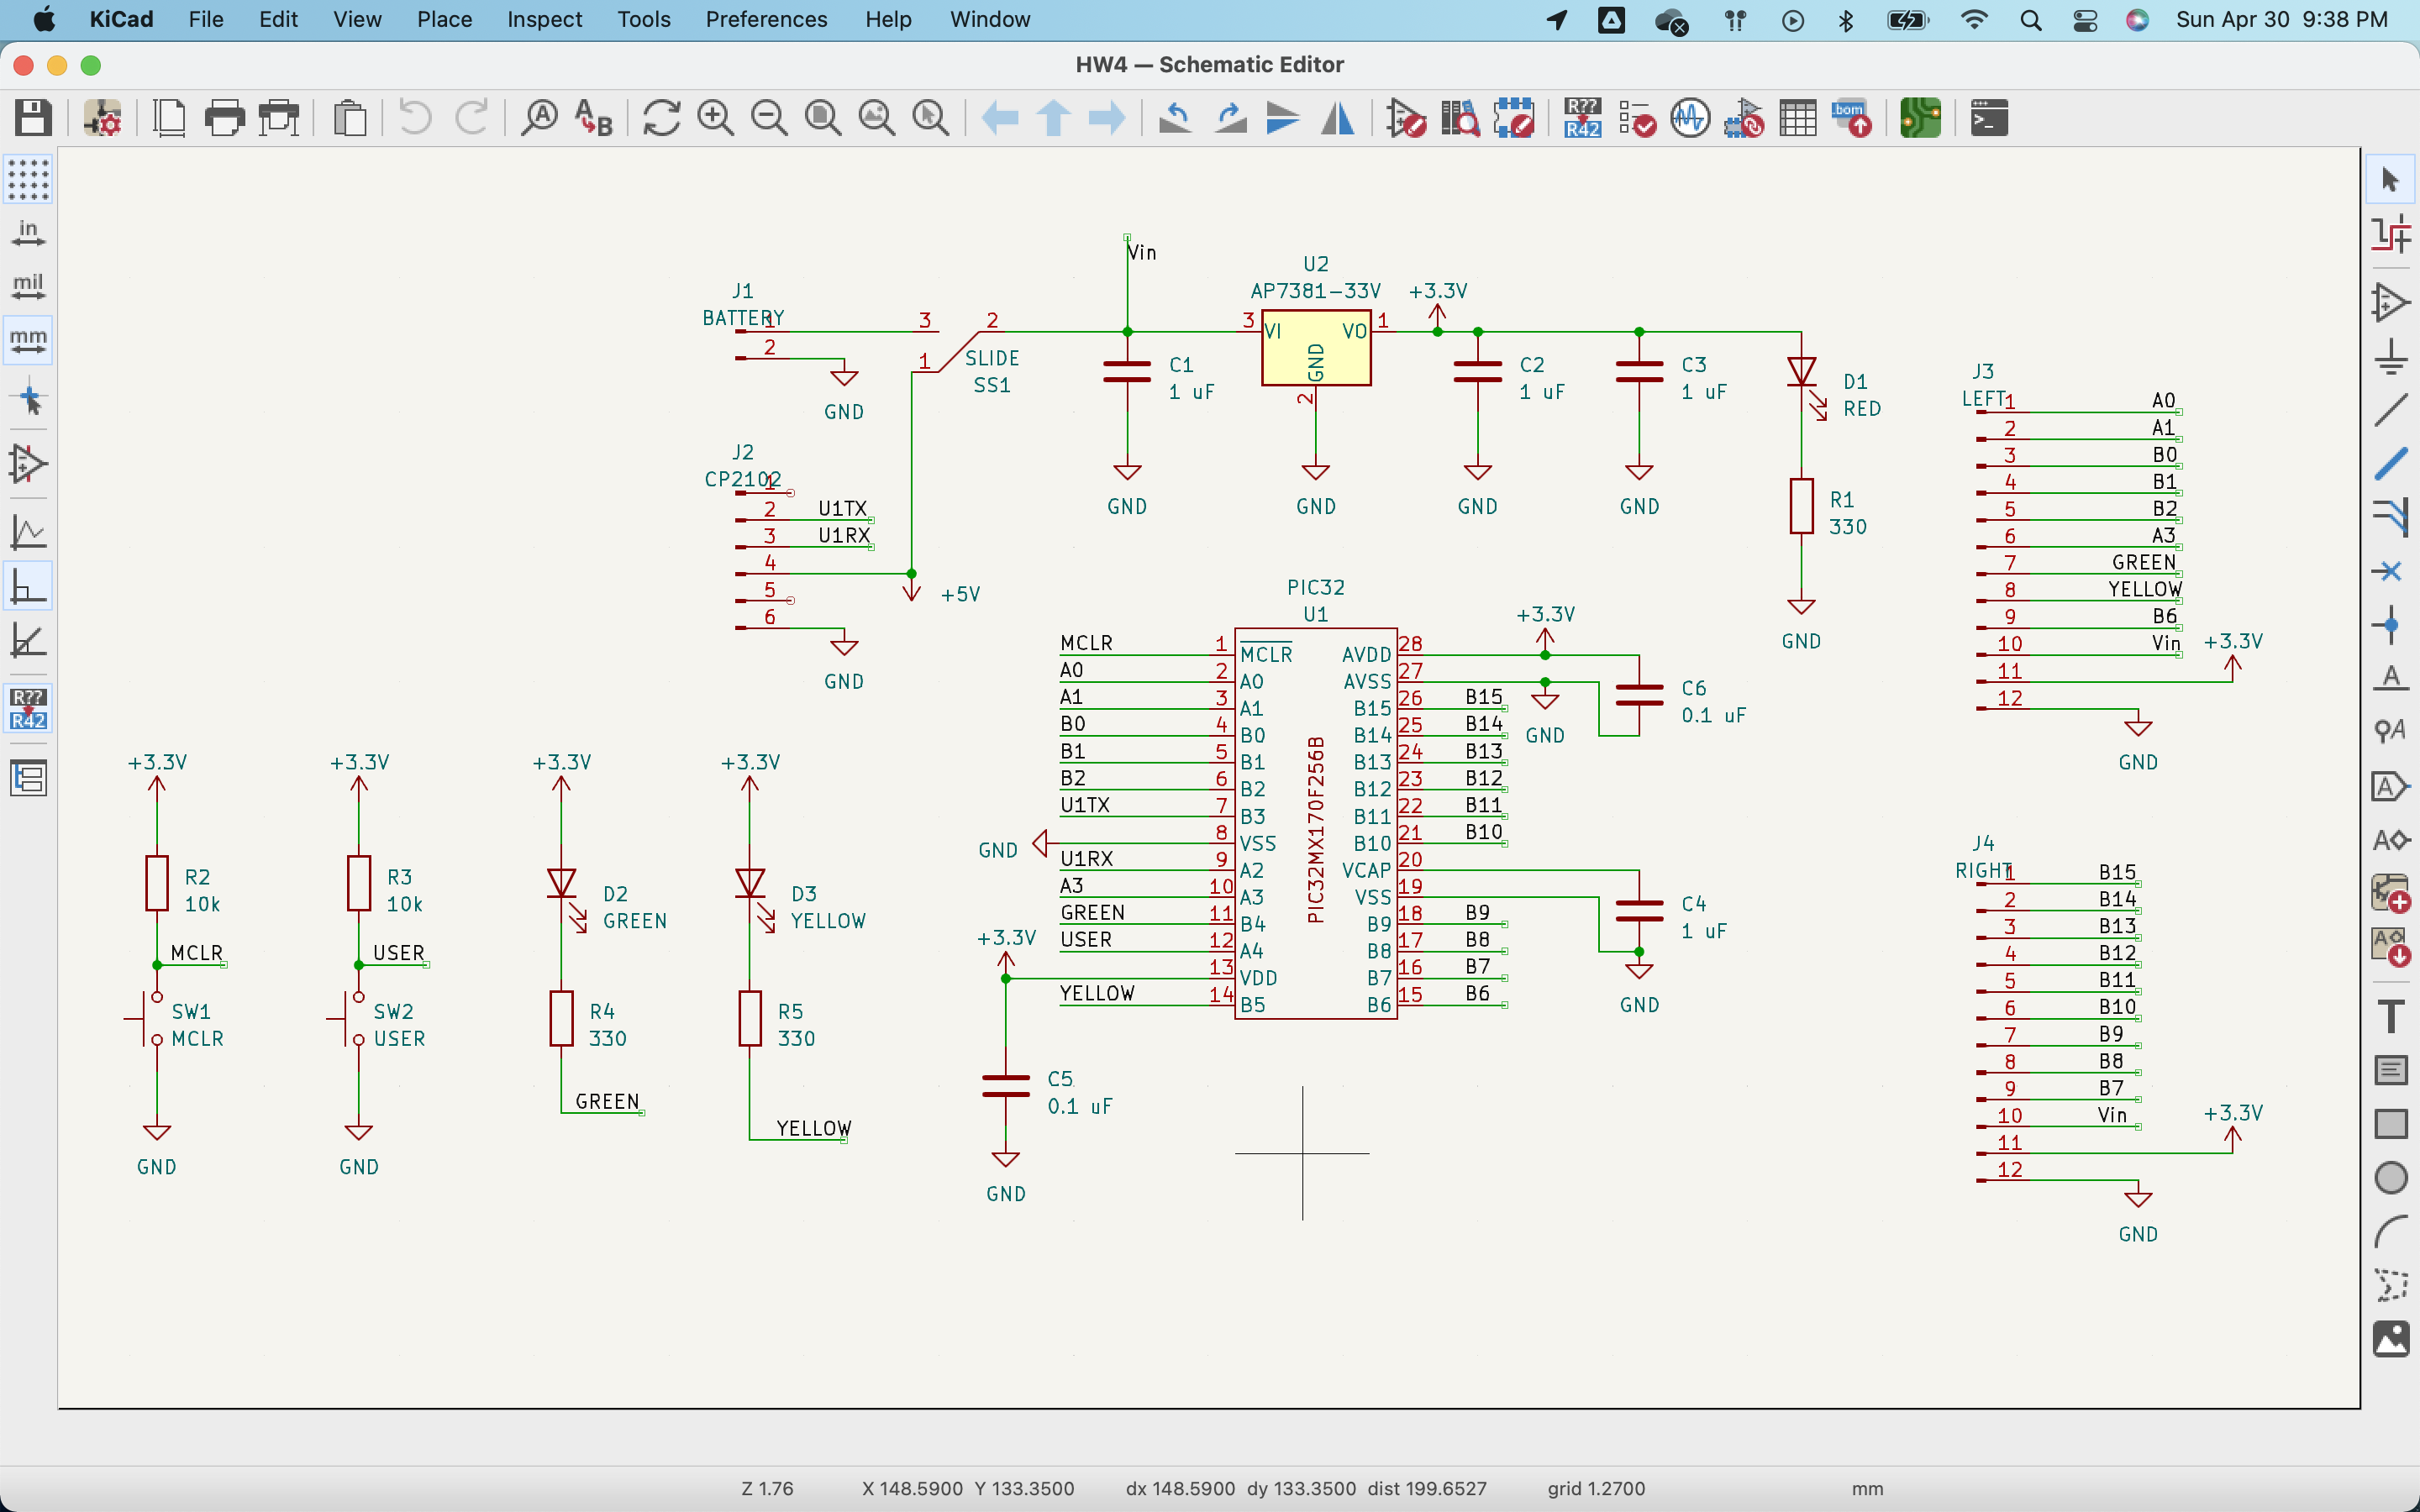 KiCad File Edit View Place Inspect Tools Preferences Help Window Sun Apr 30 9:38 PM
HW4 — Schematic Editor
A
A B
R??
R42
bom
>_
in
mil
mm
R??
R42
Vin
J1
BATTERY
1
2
GND
3
2
1
SLIDE
SS1
C1
1 uF
GND
U2
AP7381-33V
3
VI
VO
1
GND
2
GND
+3.3V
C2
1 uF
GND
C3
1 uF
GND
D1
RED
R1
330
GND
J2
CP2102
1
2 U1TX
3 U1RX
4
5
6
+5V
GND
J3
LEFT
1 A0
2 A1
3 B0
4 B1
5 B2
6 A3
7 GREEN
8 YELLOW
9 B6
10 Vin
11
12
+3.3V
GND
PIC32
U1
PIC32MX170F256B
MCLR 1 MCLR
A0 2 A0
A1 3 A1
B0 4 B0
B1 5 B1
B2 6 B2
U1TX 7 B3
GND 8 VSS
U1RX 9 A2
A3 10 A3
GREEN 11 B4
USER 12 A4
+3.3V 13 VDD
YELLOW 14 B5
AVDD 28
AVSS 27
B15 26 B15
B14 25 B14
B13 24 B13
B12 23 B12
B11 22 B11
B10 21 B10
VCAP 20
VSS 19
B9 18 B9
B8 17 B8
B7 16 B7
B6 15 B6
+3.3V
GND
C6
0.1 uF
C4
1 uF
GND
C5
0.1 uF
GND
+3.3V
R2
10k
MCLR
SW1
MCLR
GND
+3.3V
R3
10k
USER
SW2
USER
GND
+3.3V
D2
GREEN
R4
330
GREEN
+3.3V
D3
YELLOW
R5
330
YELLOW
J4
RIGHT
1 B15
2 B14
3 B13
4 B12
5 B11
6 B10
7 B9
8 B8
9 B7
10 Vin
11
12
+3.3V
GND
A
A
A
A
A
T
Z 1.76 X 148.5900 Y 133.3500 dx 148.5900 dy 133.3500 dist 199.6527 grid 1.2700 mm